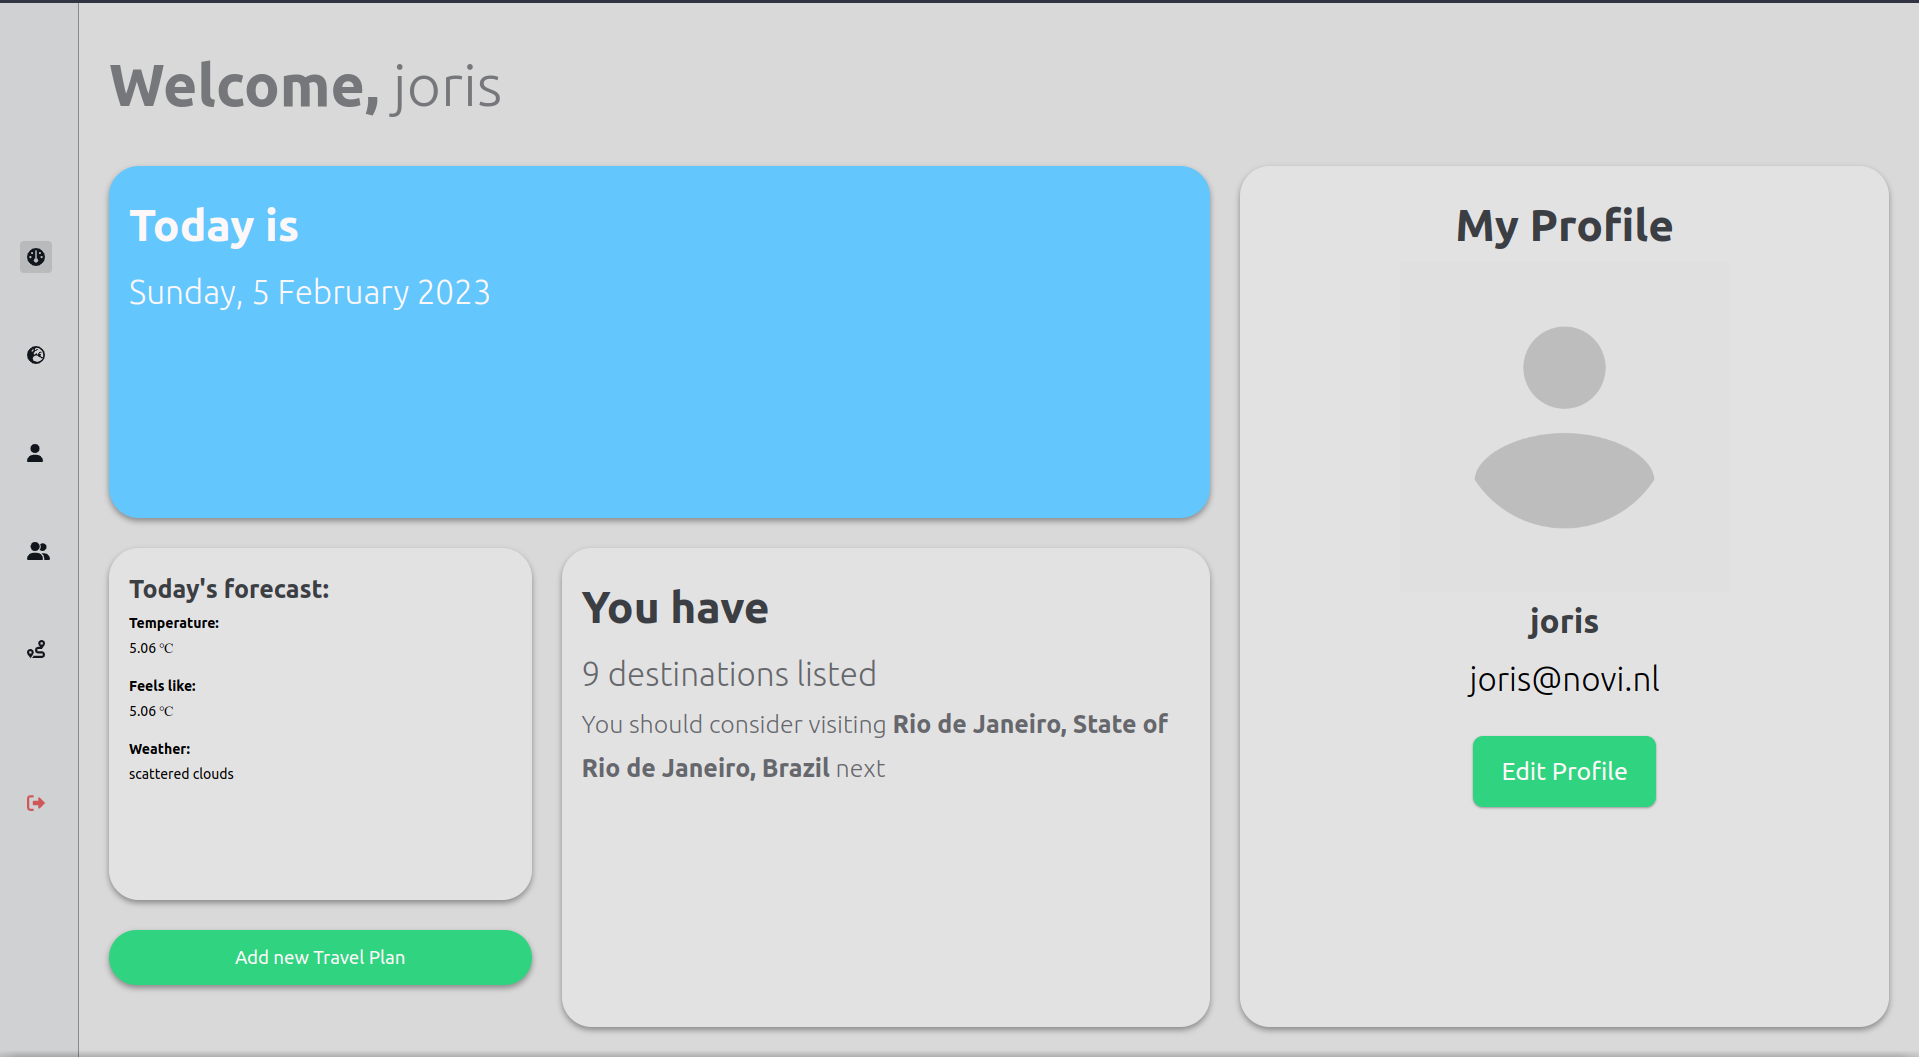 Welcome, joris
Today is
Sunday, 5 February 2023
Today's forecast:
Temperature:
5.06 ℃
Feels like:
5.06 ℃
Weather:
scattered clouds
Add new Travel Plan
You have
9 destinations listed
You should consider visiting Rio de Janeiro, State of
Rio de Janeiro, Brazil next
My Profile
joris
joris@novi.nl
Edit Profile